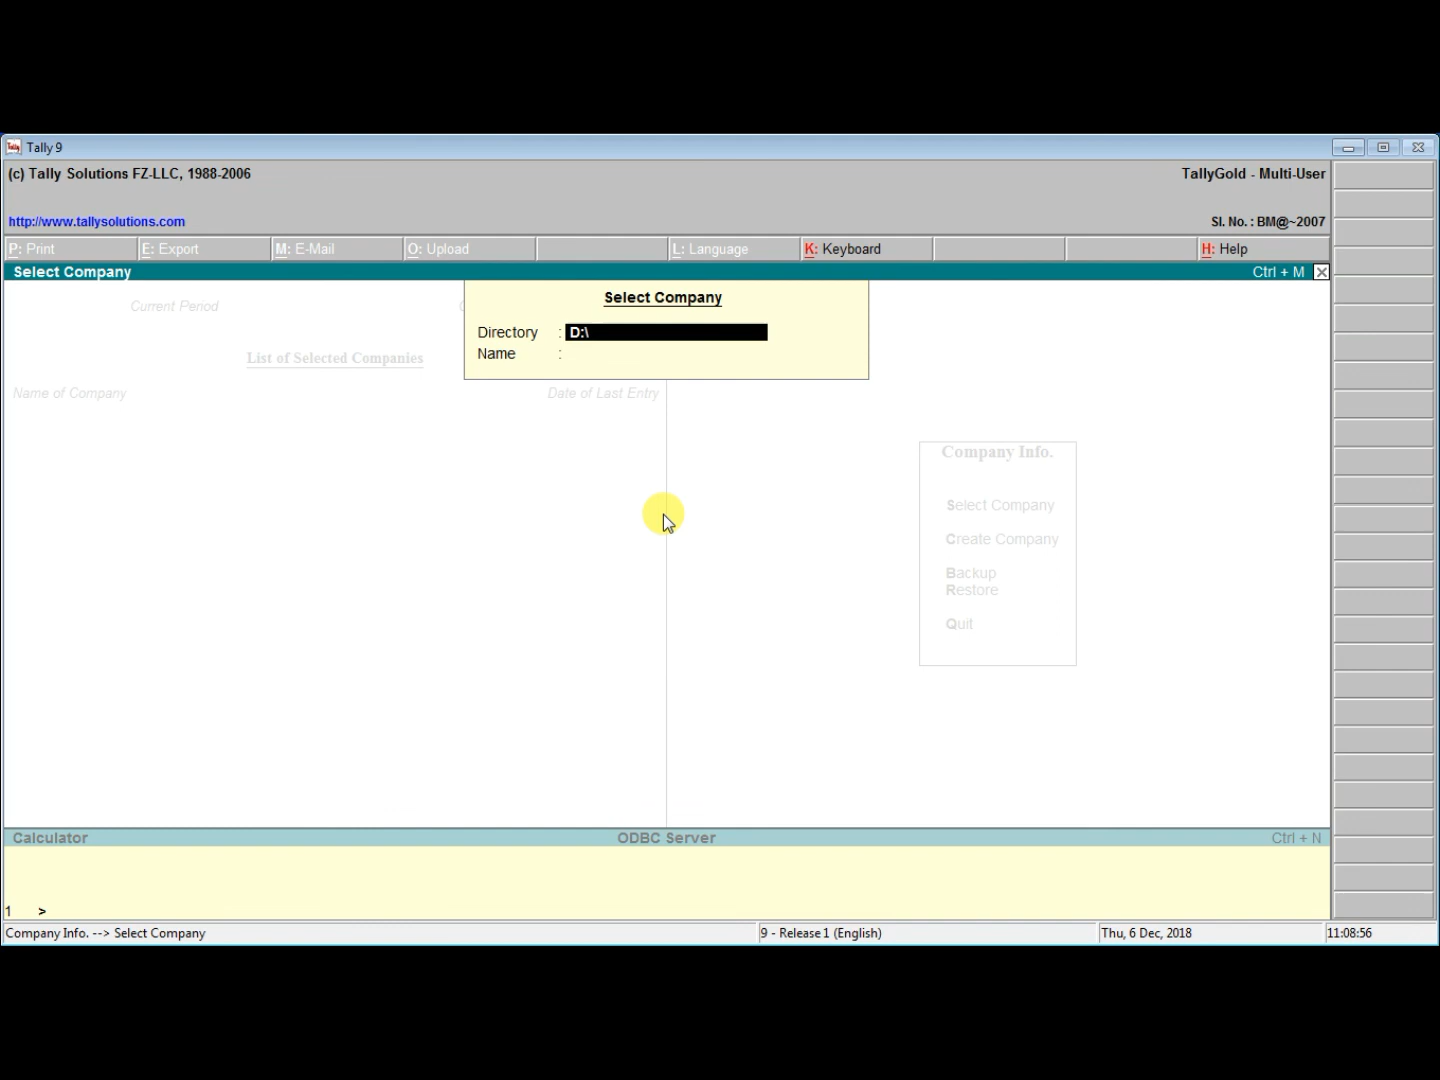 Tally 9
(c) Tally Solutions FZ-LLC, 1988-2006
TallyGold - Multi-User
http://www.tallysolutions.com
Sl. No. : BM@~2007
P: Print
E: Export
M: E-Mail
O: Upload
L: Language
K: Keyboard
H: Help
Select Company
Ctrl + M
Select Company
Directory : D:\
Name :
Current Period
List of Selected Companies
Name of Company
Date of Last Entry
Company Info.
Select Company
Create Company
Backup
Restore
Quit
Calculator
ODBC Server
Ctrl + N
1 >
Company Info. --> Select Company
9 - Release 1 (English)
Thu, 6 Dec, 2018
11:08:56